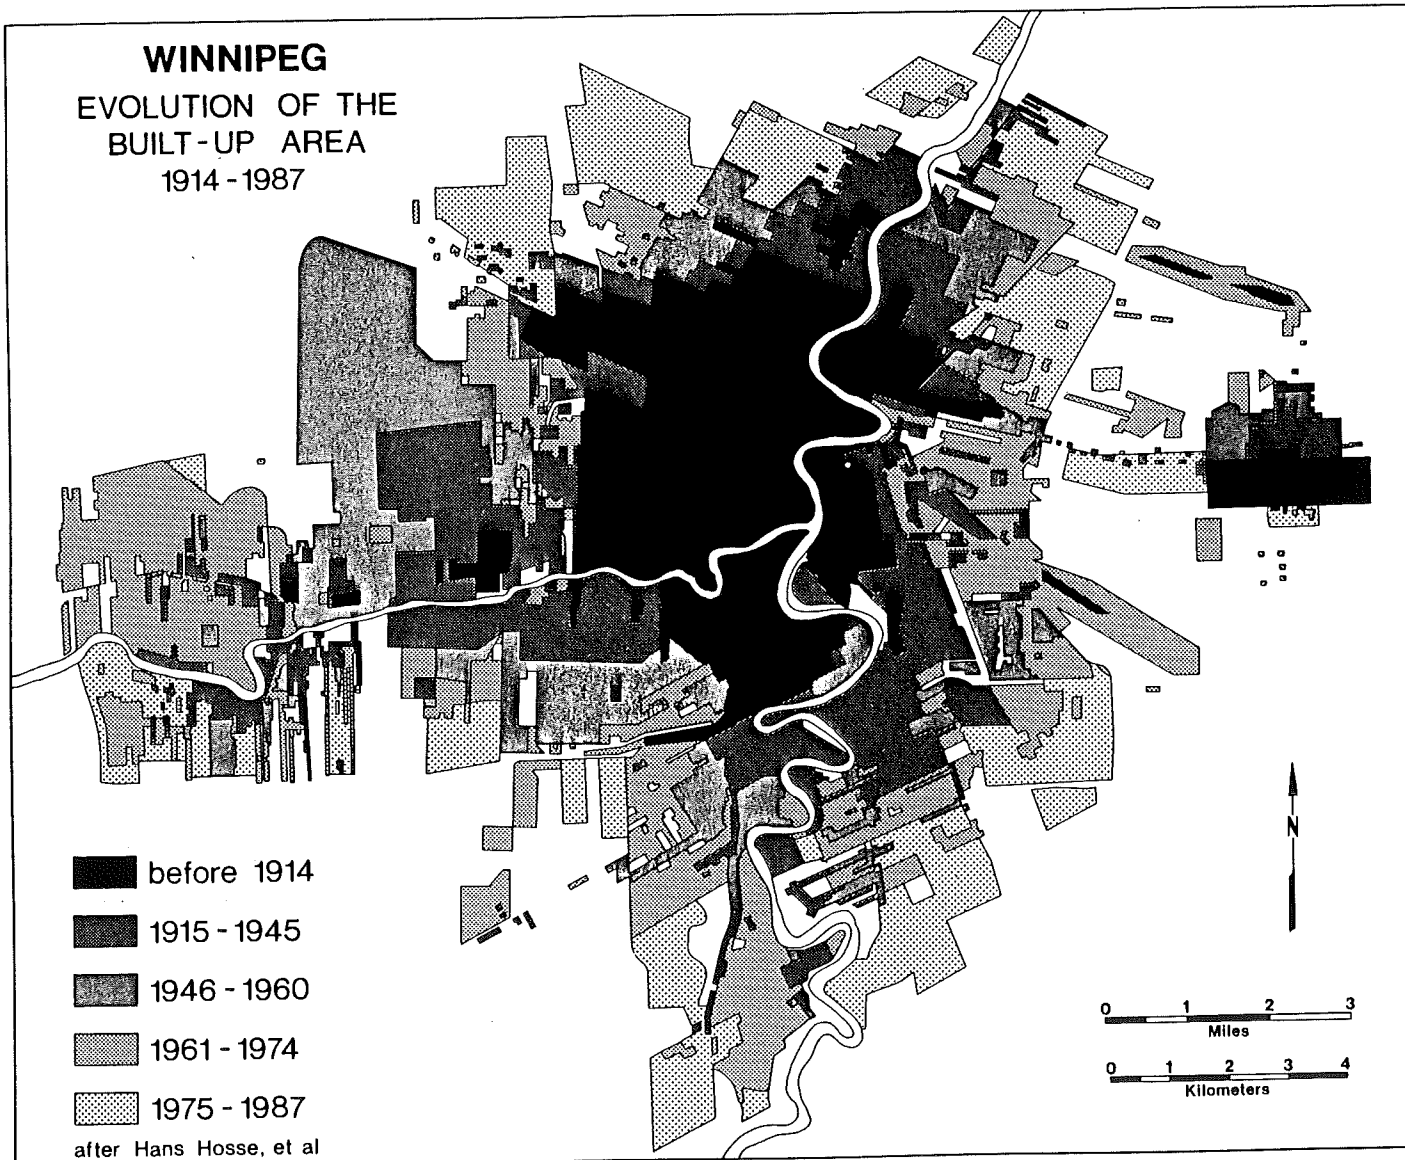 WINNIPEG
EVOLUTION OF THE
BUILT-UP AREA
1914-1987
before 1914
1915-1945
1946-1960
1961-1974
1975-1987
after Hans Hosse, et al
N
0 1 2 3
Miles
0 1 2 3 4
Kilometers